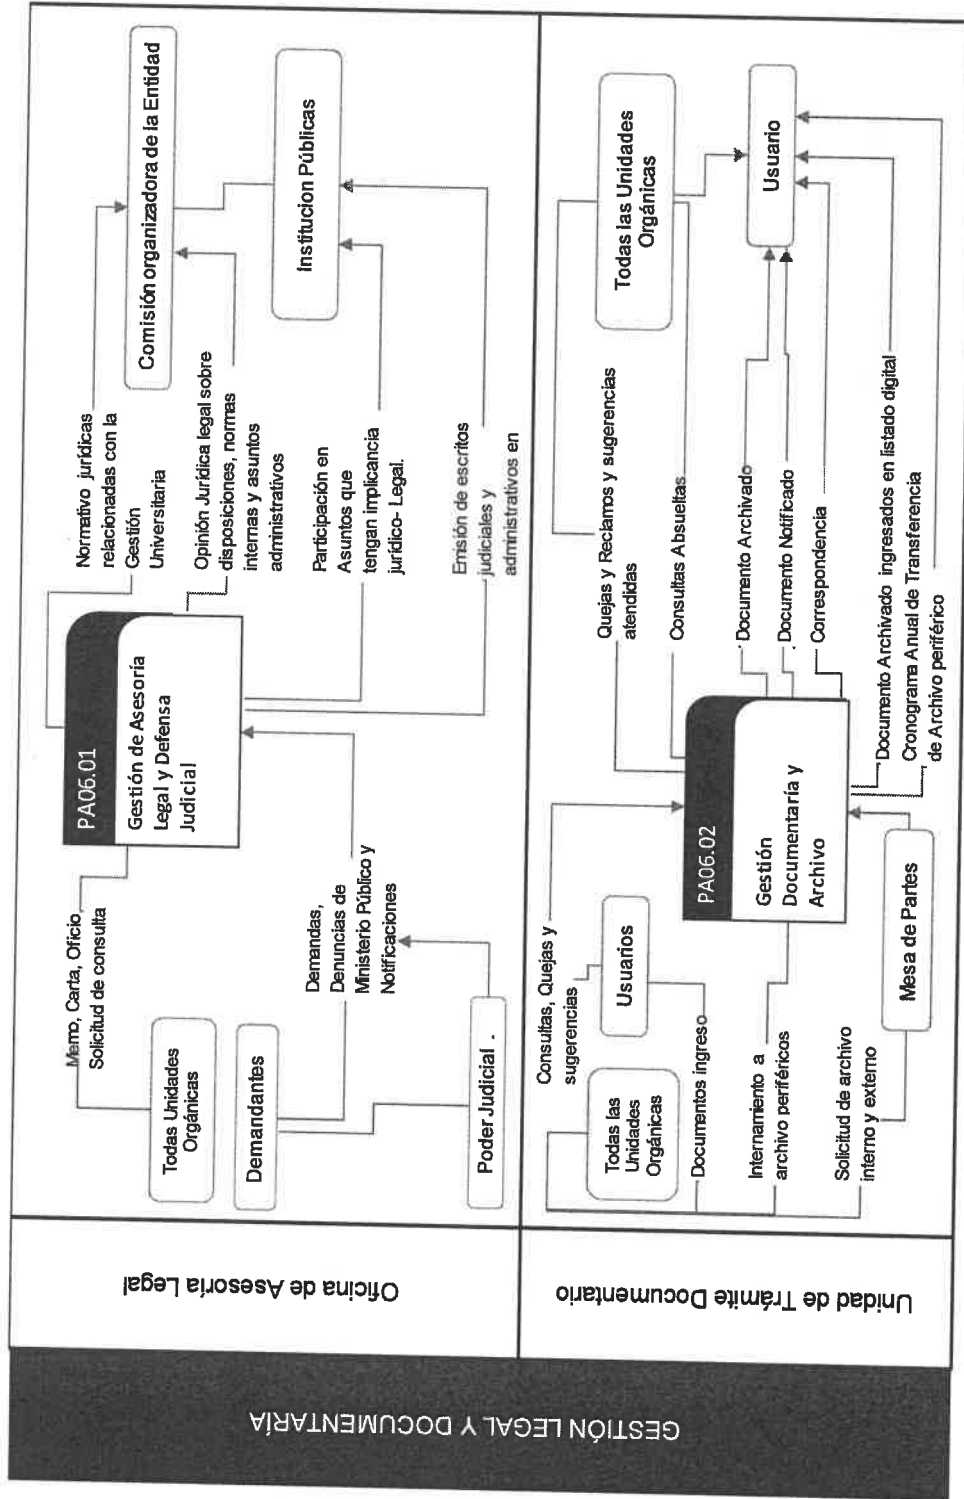 GESTIÓN LEGAL Y DOCUMENTARÍA
Oficina de Asesoría Legal
Todas Unidades
Orgánicas
Demandantes
Poder Judicial .
Memo, Carta, Oficio,
Solicitud de consulta
Demandas,
Denuncias de
Ministerio Público y
Notificaciones
PA06.01
Gestión de Asesoría
Legal y Defensa
Judicial
Normativo jurídicas
relacionadas con la
Gestión
Universitaria
Opinión Jurídica legal sobre
disposiciones, normas
internas y asuntos
administrativos
Participación en
Asuntos que
tengan implicancia
jurídico- Legal.
Emisión de escritos
judiciales y
administrativos en
Comisión organizadora de la Entidad
Institucion Públicas
Unidad de Trámite Documentario
Todas las
Unidades
Orgánicas
Usuarios
Consultas, Quejas y
sugerencias
Documentos ingreso
Internamiento a
archivo periféricos
Solicitud de archivo
interno y externo
Mesa de Partes
PA06.02
Gestión
Documentaría y
Archivo
Quejas y Reclamos y sugerencias
atendidas
Consultas Absueltas
. Documento Archivado
. Documento Notificado
Correspondencia
Documento Archivado ingresados en listado digital
Cronograma Anual de Transferencia
de Archivo periférico
Todas las Unidades
Orgánicas
Usuario